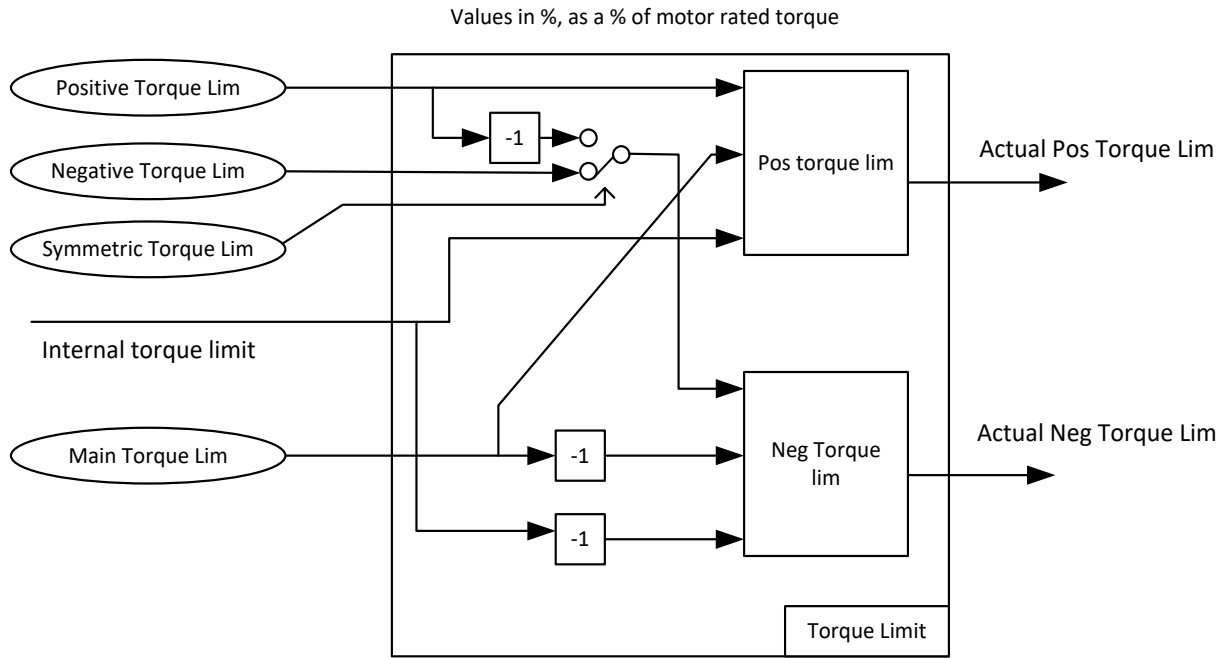 Values in %, as a % of motor rated torque
Positive Torque Lim
-1
Negative Torque Lim
Symmetric Torque Lim
Pos torque lim
Actual Pos Torque Lim
Internal torque limit
Main Torque Lim
-1
-1
Neg Torque
lim
Actual Neg Torque Lim
Torque Limit